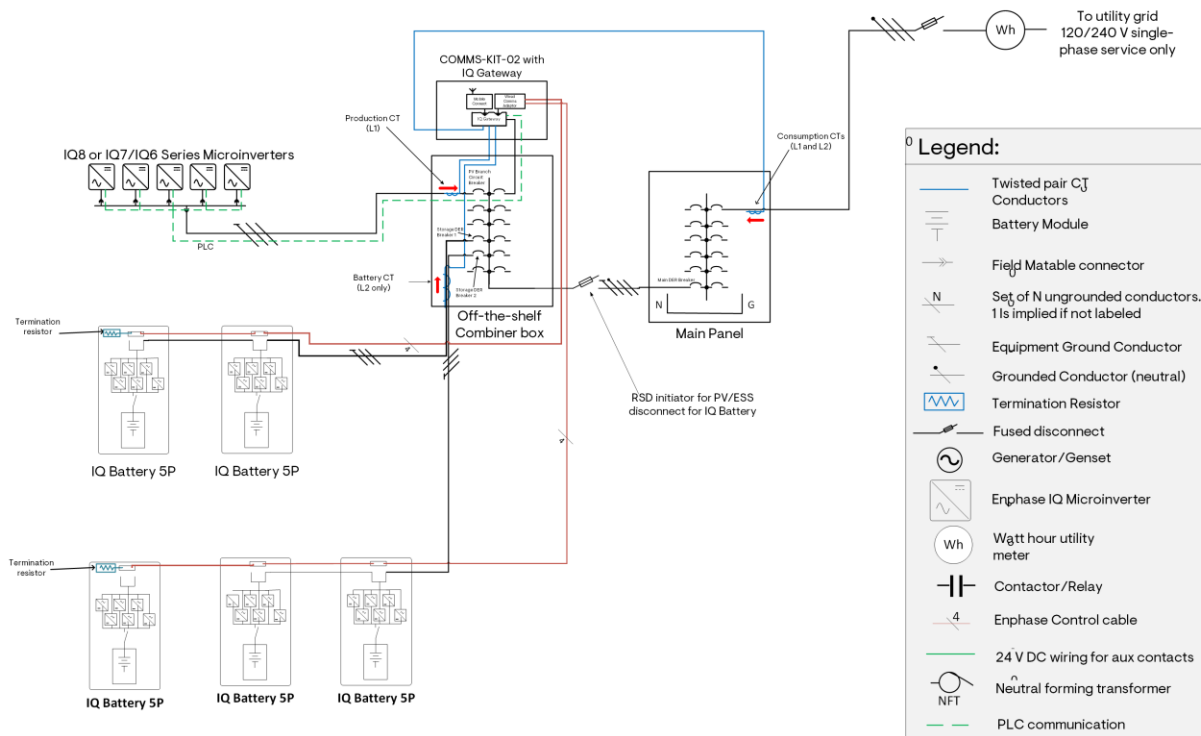 To utility grid
120/240 V single-
phase service only
Wh
COMMS-KIT-02 with
IQ Gateway
Mobile
Connect
IQ Gateway
Production CT
(L1)
Consumption CTs
(L1 and L2)
IQ8 or IQ7/IQ6 Series Microinverters
PLC
PV Branch
Circuit
Breaker
Storage DER
Breaker 1
Battery CT
(L2 only)
Storage DER
Breaker 2
Main DER Breaker
N
G
Off-the-shelf
Combiner box
Main Panel
Termination
resistor
4
RSD initiator for PV/ESS
disconnect for IQ Battery
4
IQ Battery 5P
IQ Battery 5P
Termination
resistor
IQ Battery 5P
IQ Battery 5P
IQ Battery 5P
0 Legend:
Twisted pair CT
Conductors
Battery Module
Field Matable connector
N
Set of N ungrounded conductors.
1 Is implied if not labeled
Equipment Ground Conductor
Grounded Conductor (neutral)
Termination Resistor
Fused disconnect
Generator/Genset
Enphase IQ Microinverter
Wh
Watt hour utility
meter
Contactor/Relay
4
Enphase Control cable
24 V DC wiring for aux contacts
NFT
Neutral forming transformer
PLC communication